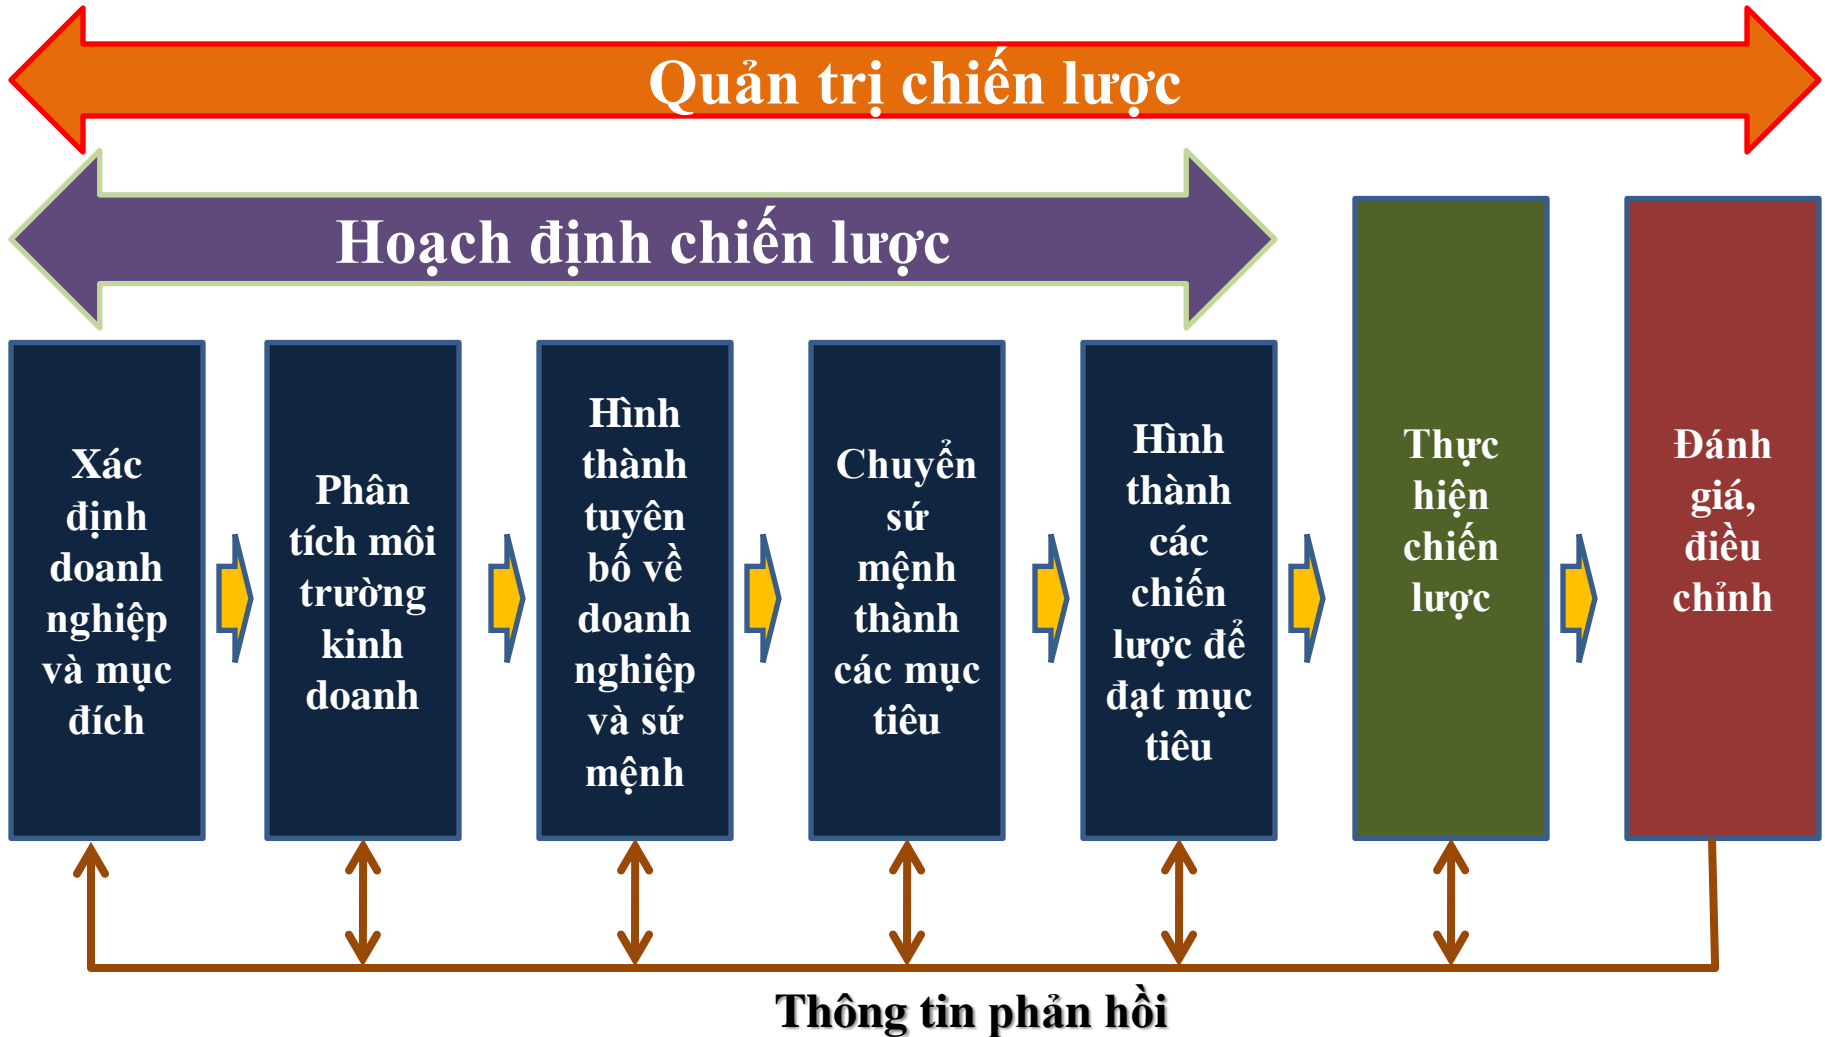 Quản trị chiến lược
Hoạch định chiến lược
Xác
định
doanh
nghiệp
và mục
đích
Phân
tích môi
trường
kinh
doanh
Hình
thành
tuyên
bố về
doanh
nghiệp
và sứ
mệnh
Chuyển
sứ
mệnh
thành
các mục
tiêu
Hình
thành
các
chiến
lược để
đạt mục
tiêu
Thực
hiện
chiến
lược
Đánh
giá,
điều
chỉnh
Thông tin phản hồi